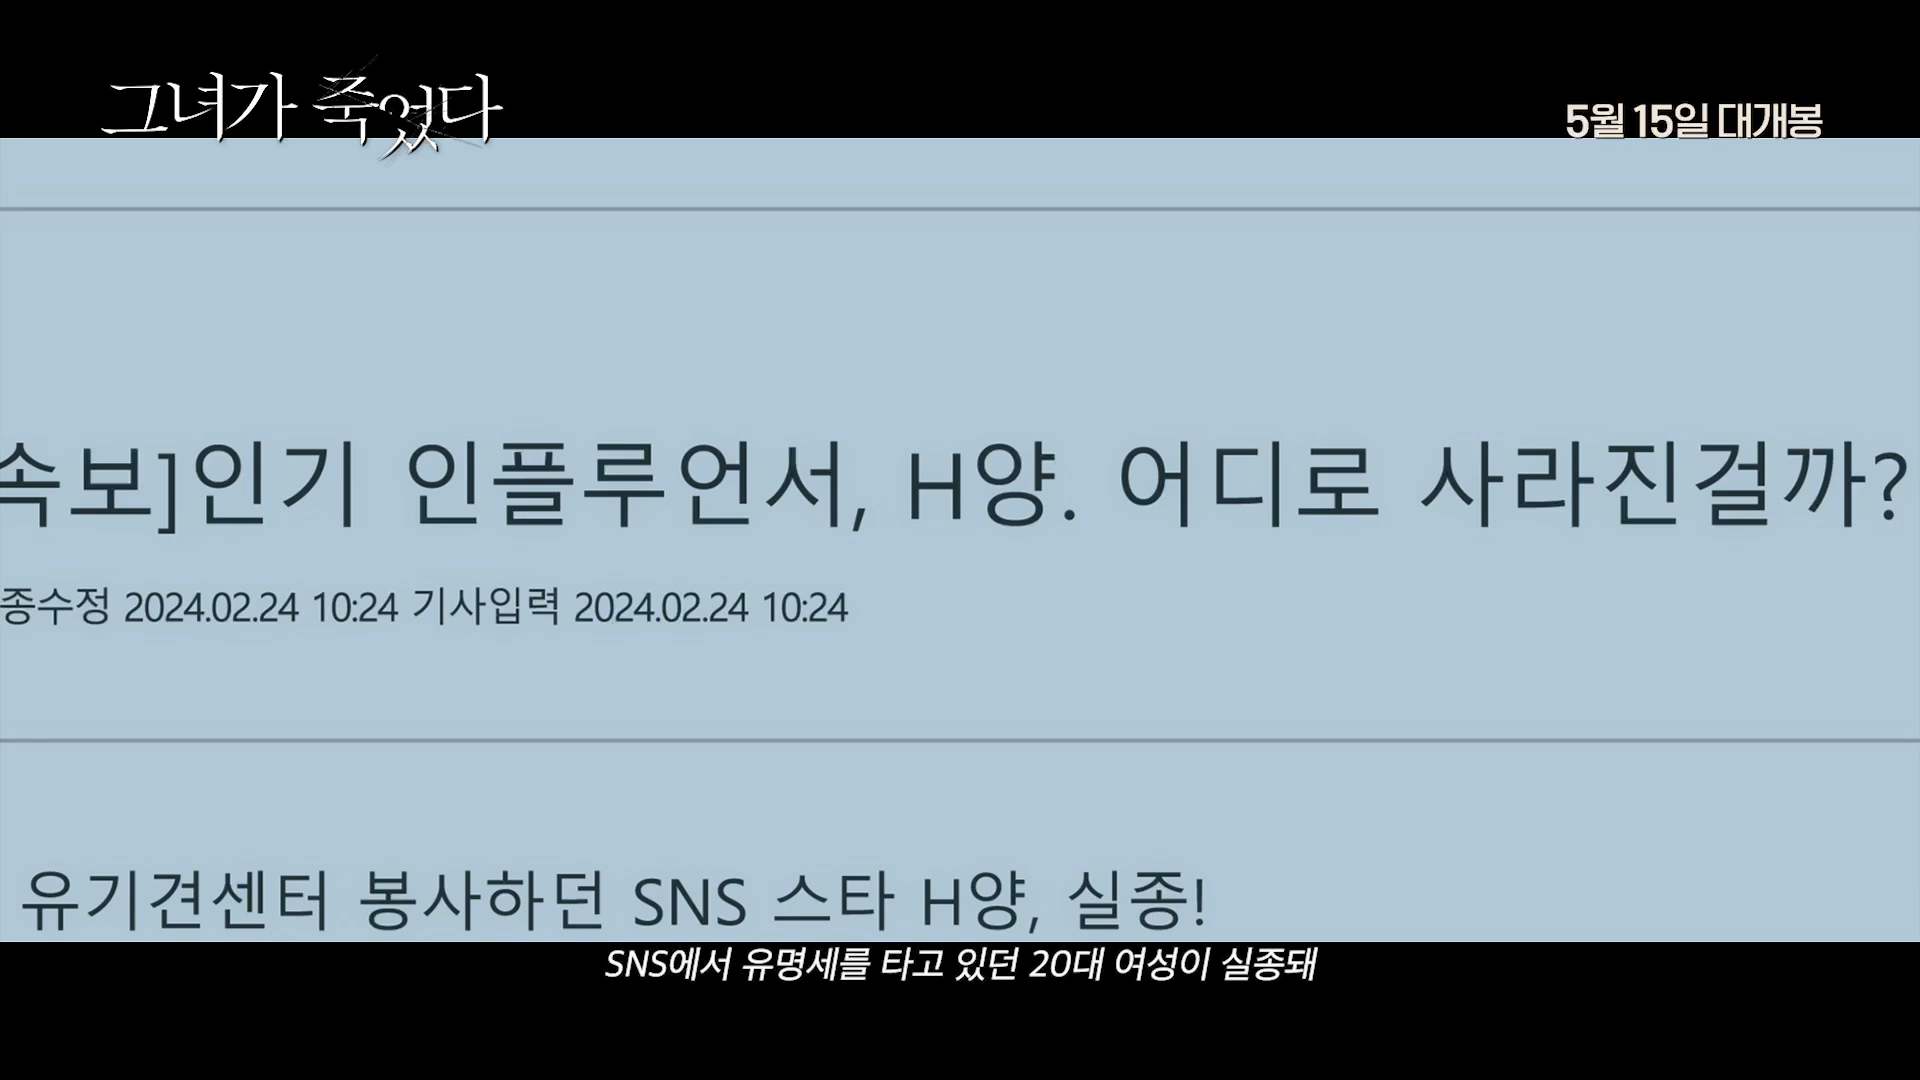 그녀가 죽었다
5월 15일 대개봉
속보]인기 인플루언서, H양. 어디로 사라진걸까?
종수정 2024.02.24 10:24 기사입력 2024.02.24 10:24
유기견센터 봉사하던 SNS 스타 H양, 실종!
SNS에서 유명세를 타고 있던 20대 여성이 실종돼